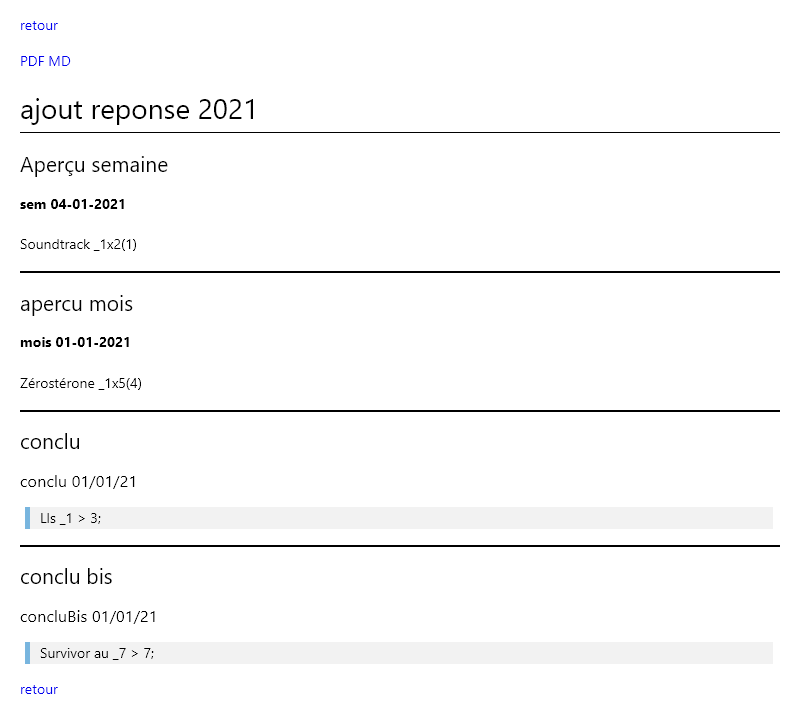 retour
PDF MD
ajout reponse 2021
Aperçu semaine
sem 04-01-2021
Soundtrack _1x2(1)
apercu mois
mois 01-01-2021
Zérostérone _1x5(4)
conclu
conclu 01/01/21
Lls _1 > 3;
conclu bis
concluBis 01/01/21
Survivor au _7 > 7;
retour